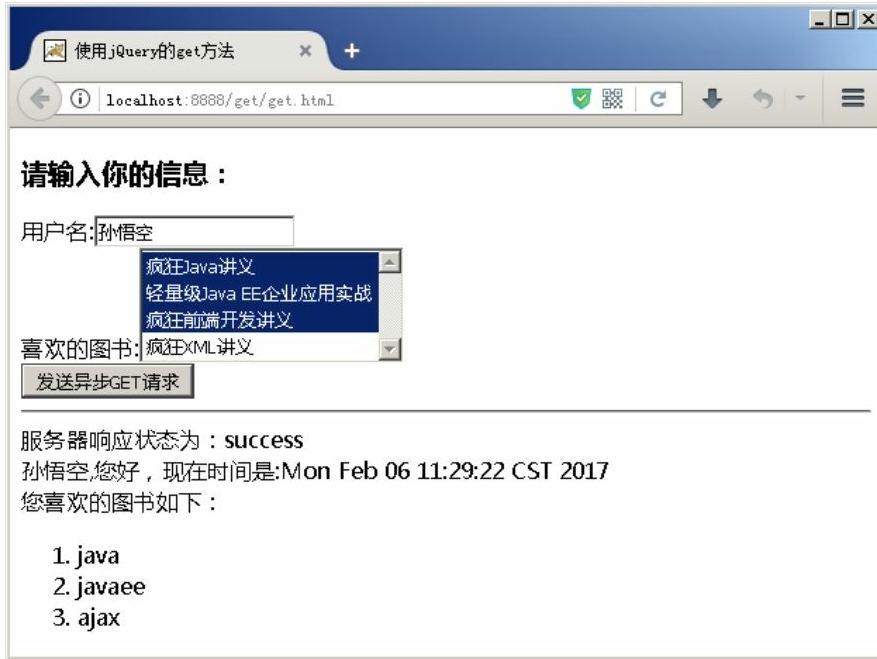 使用jQuery的get方法
localhost:8888/get/get.html
请输入你的信息：
用户名:孙悟空
疯狂Java讲义
轻量级Java EE企业应用实战
疯狂前端开发讲义
喜欢的图书:疯狂XML讲义
发送异步GET请求
服务器响应状态为：success
孙悟空,您好，现在时间是:Mon Feb 06 11:29:22 CST 2017
您喜欢的图书如下：
1. java
2. javaee
3. ajax